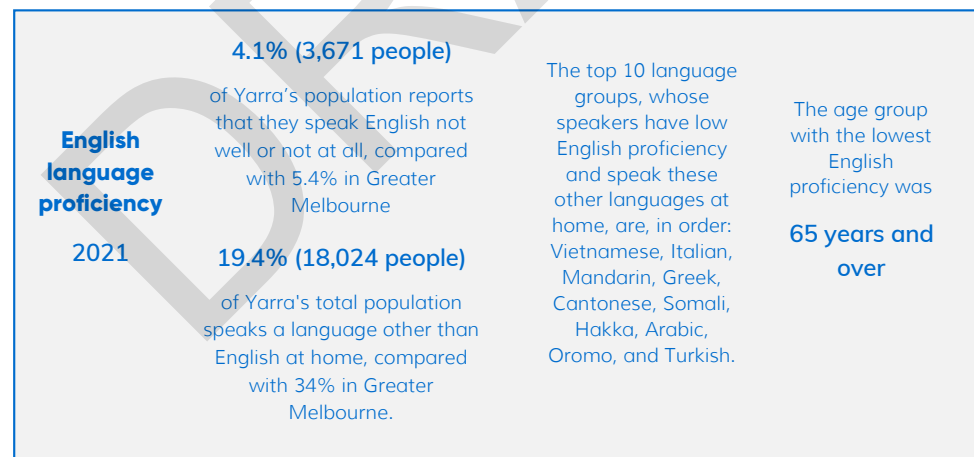 English
language
proficiency
2021
4.1% (3,671 people)
of Yarra’s population reports
that they speak English not
well or not at all, compared
with 5.4% in Greater
Melbourne
19.4% (18,024 people)
of Yarra's total population
speaks a language other than
English at home, compared
with 34% in Greater
Melbourne.
The top 10 language
groups, whose
speakers have low
English proficiency
and speak these
other languages at
home, are, in order:
Vietnamese, Italian,
Mandarin, Greek,
Cantonese, Somali,
Hakka, Arabic,
Oromo, and Turkish.
The age group
with the lowest
English
proficiency was
65 years and
over